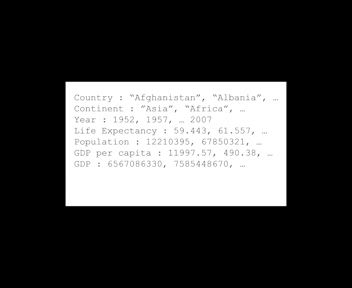 Country : “Afghanistan”, “Albania”, …
Continent : ”Asia”, “Africa”, …
Year : 1952, 1957, … 2007
Life Expectancy : 59.443, 61.557, …
Population : 12210395, 67850321, …
GDP per capita : 11997.57, 490.38, …
GDP : 6567086330, 7585448670, …